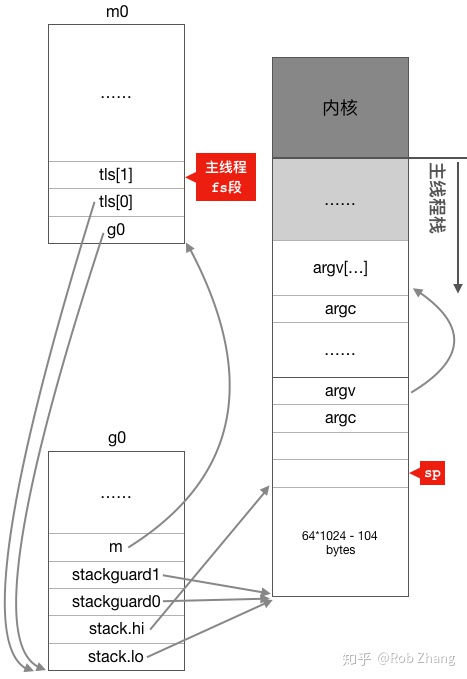 m0
……
tls[1]
tls[0]
g0
主线程
fs段
g0
……
m
stackguard1
stackguard0
stack.hi
stack.lo
内核
……
argv[…]
argc
……
argv
argc
64*1024 - 104
bytes
主线程栈
sp
知乎 @Rob Zhang